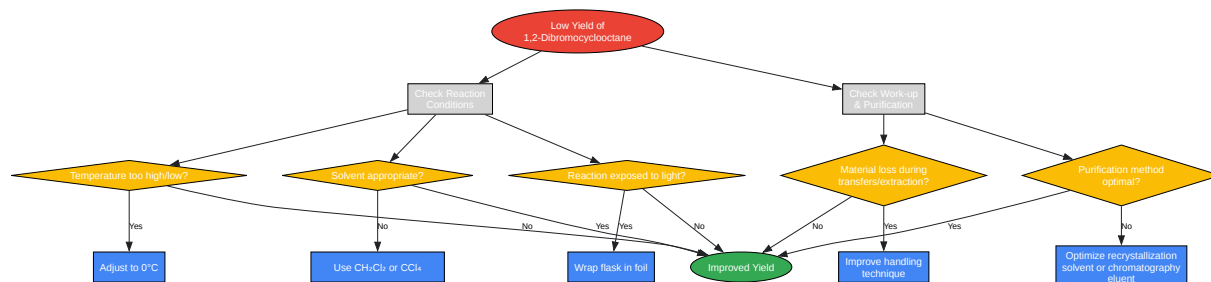 Low Yield of
1,2-Dibromocyclooctane
Check Reaction
Conditions
Check Work-up
& Purification
Temperature too high/low?
Solvent appropriate?
Reaction exposed to light?
Material loss during
transfers/extraction?
Purification method
optimal?
Yes
No
No
Yes
Yes
No
No
Yes
Yes
No
Adjust to 0°C
Use CH₂Cl₂ or CCl₄
Wrap flask in foil
Improved Yield
Improve handling
technique
Optimize recrystallization
solvent or chromatography
eluent